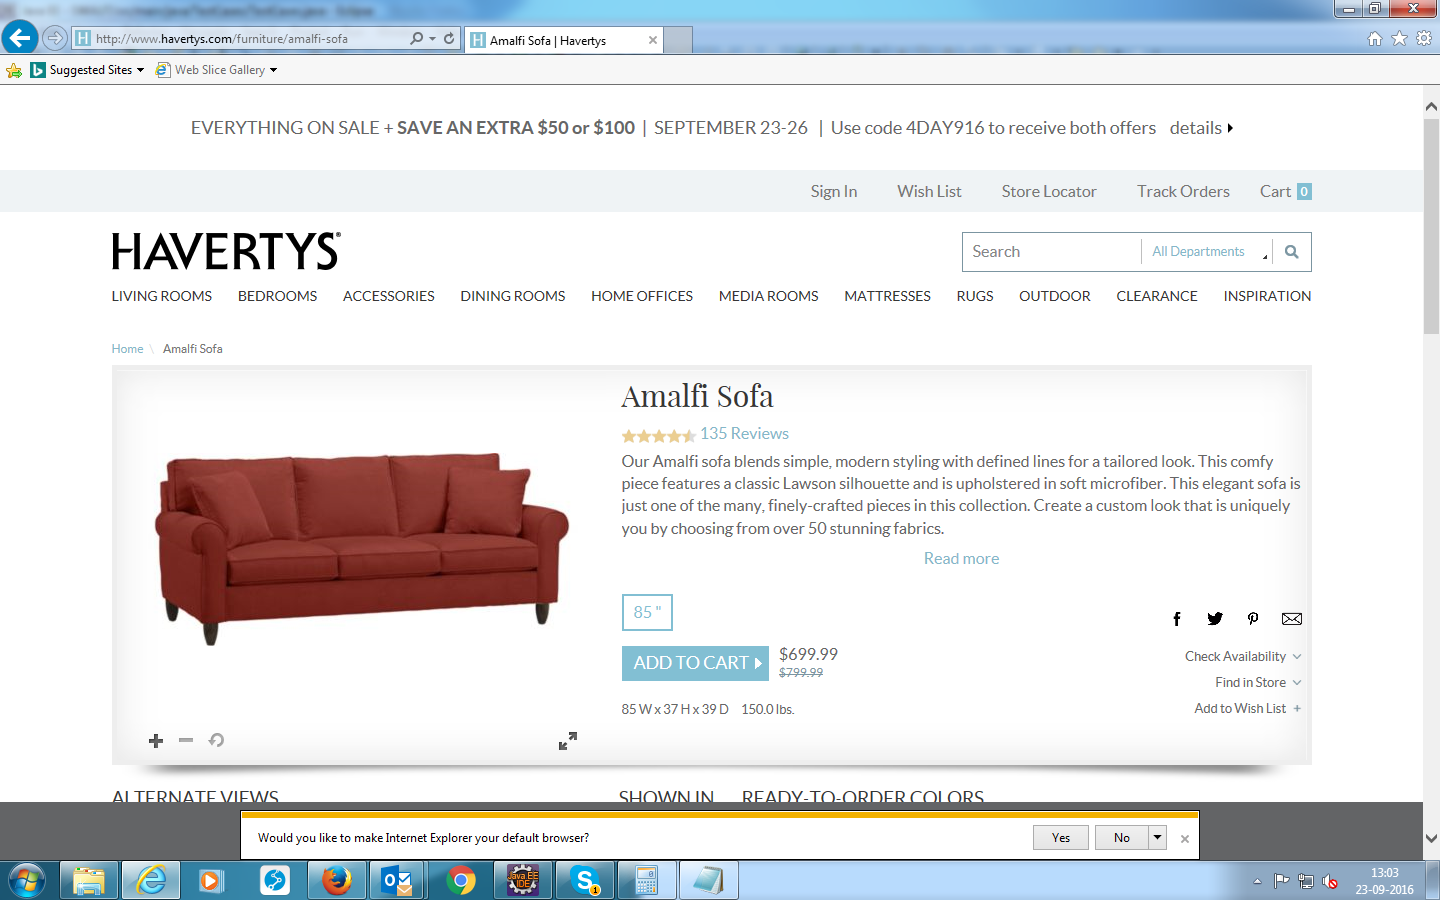 http://www.havertys.com/furniture/amalfi-sofa
Amalfi Sofa | Havertys
Suggested Sites
Web Slice Gallery
EVERYTHING ON SALE + SAVE AN EXTRA $50 or $100 | SEPTEMBER 23-26 | Use code 4DAY916 to receive both offers details
Sign In Wish List Store Locator Track Orders Cart 0
HAVERTYS®
Search All Departments
LIVING ROOMS BEDROOMS ACCESSORIES DINING ROOMS HOME OFFICES MEDIA ROOMS MATTRESSES RUGS OUTDOOR CLEARANCE INSPIRATION
Home \ Amalfi Sofa
Amalfi Sofa
135 Reviews
Our Amalfi sofa blends simple, modern styling with defined lines for a tailored look. This comfy
piece features a classic Lawson silhouette and is upholstered in soft microfiber. This elegant sofa is
just one of the many, finely-crafted pieces in this collection. Create a custom look that is uniquely
you by choosing from over 50 stunning fabrics.
Read more
85 "
ADD TO CART $699.99
$799.99
Check Availability
Find in Store
Add to Wish List +
85 W x 37 H x 39 D 150.0 lbs.
ALTERNATE VIEWS SHOWN IN READY-TO-ORDER COLORS
Would you like to make Internet Explorer your default browser? Yes No
Java EE
IDE
1
13:03
23-09-2016